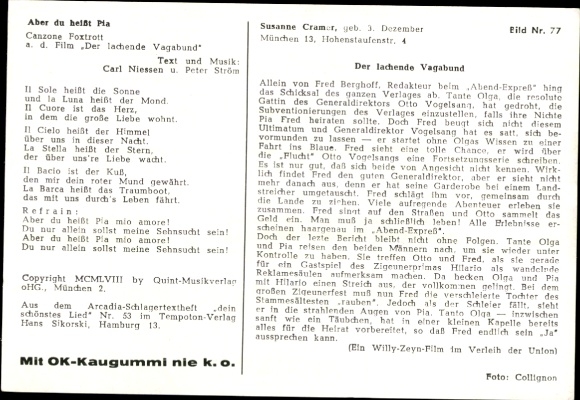 Aber du heißt Pia
Canzone Foxtrott
a. d. Film „Der lachende Vagabund"
Text und Musik:
Carl Niessen u. Peter Ström
Il Sole heißt die Sonne
und la Luna heißt der Mond.
Il Cuore ist das Herz,
in dem die große Liebe wohnt.
Il Cielo heißt der Himmel
über uns in dieser Nacht.
La Stella heißt der Stern,
der über uns're Liebe wacht.
Il Bacio ist der Kuß,
den mir dein roter Mund gewährt.
La Barca heißt das Traumboot,
das mit uns durch's Leben fährt.
Refrain:
Aber du heißt Pia mio amore!
Du nur allein sollst meine Sehnsucht sein!
Aber du heißt Pia mio amore!
Du nur allein sollst meine Sehnsucht sein!
Copyright MCMLVIII by Quint-Musikverlag
oHG., München 2.
Aus dem Arcadia-Schlagertextheft „dein
schönstes Lied" Nr. 53 im Tempoton-Verlag
Hans Sikorski, Hamburg 13.
Mit OK-Kaugummi nie k. o.
Susanne Cramer, geb. 3. Dezember
München 13, Hohenstaufenstr. 4
Bild Nr. 77
Der lachende Vagabund
Allein von Fred Berghoff, Redakteur beim „Abend-Expreß" hing
das Schicksal des ganzen Verlages ab. Tante Olga, die resolute
Gattin des Generaldirektors Otto Vogelsang, hat gedroht, die
Subventionierungen des Verlages einzustellen, falls ihre Nichte
Pia Fred heiraten sollte. Doch Fred beugt sich nicht diesem
Ultimatum und Generaldirektor Vogelsang hat es satt, sich be-
vormunden zu lassen — er startet ohne Olgas Wissen zu einer
Fahrt ins Blaue. Fred sieht eine tolle Chance, er wird über
die „Flucht" Otto Vogelsangs eine Fortsetzungsserie schreiben.
Es ist nur gut, daß sich beide von Angesicht nicht kennen. Wirk-
lich findet Fred den guten Generaldirektor, aber er sieht nicht
mehr danach aus, denn er hat seine Garderobe bei einem Land-
streicher umgetauscht. Fred schlägt ihm vor, gemeinsam durch
die Lande zu ziehen. Viele aufregende Abenteuer erleben sie
zusammen. Fred singt auf den Straßen und Otto sammelt das
Geld ein. Man muß ja schließlich leben! Alle Erlebnisse er-
scheinen haargenau im „Abend-Expreß".
Doch der letzte Bericht bleibt nicht ohne Folgen. Tante Olga
und Pia reisen den beiden Männern nach, um sie wieder unter
Kontrolle zu haben. Sie treffen Otto und Fred, als sie gerade
für ein Gastspiel des Zigeunerprimas Hilario als wandelnde
Reklamesäulen aufmerksam machen. Da hecken Olga und Pia
mit Hilario einen Streich aus, der vollkommen gelingt. Bei dem
großen Zigeunerfest muß nun Fred die verschleierte Tochter des
Stammesältesten „rauben". Jedoch als der Schleier fällt, sieht
er in die strahlenden Augen von Pia. Tante Olga — inzwischen
sanft wie ein Täubchen, hat in einer kleinen Kapelle bereits
alles für die Heirat vorbereitet, so daß Fred endlich sein „Ja"
aussprechen kann.
(Ein Willy-Zeyn-Film im Verleih der Union)
Foto: Collignon